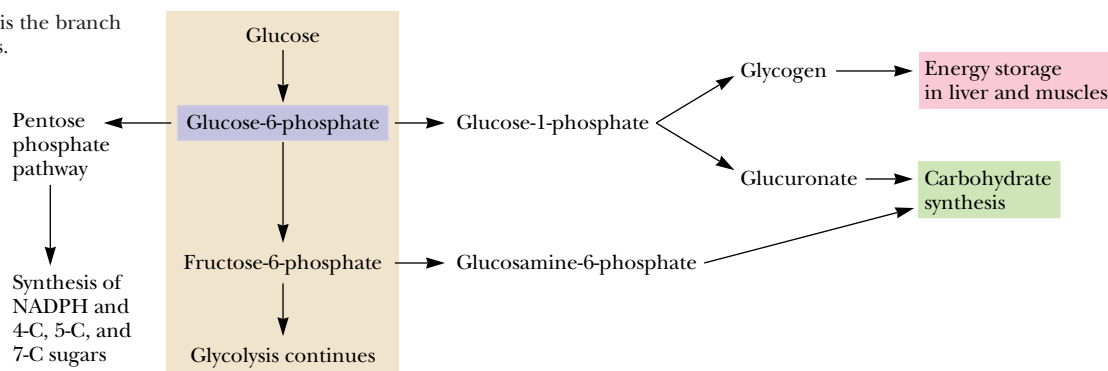 is the branch
s.
Glucose
Glucose-6-phosphate
Glucose-1-phosphate
Glycogen
Energy storage
in liver and muscles
Pentose
phosphate
pathway
Glucuronate
Carbohydrate
synthesis
Fructose-6-phosphate
Glucosamine-6-phosphate
Synthesis of
NADPH and
4-C, 5-C, and
7-C sugars
Glycolysis continues